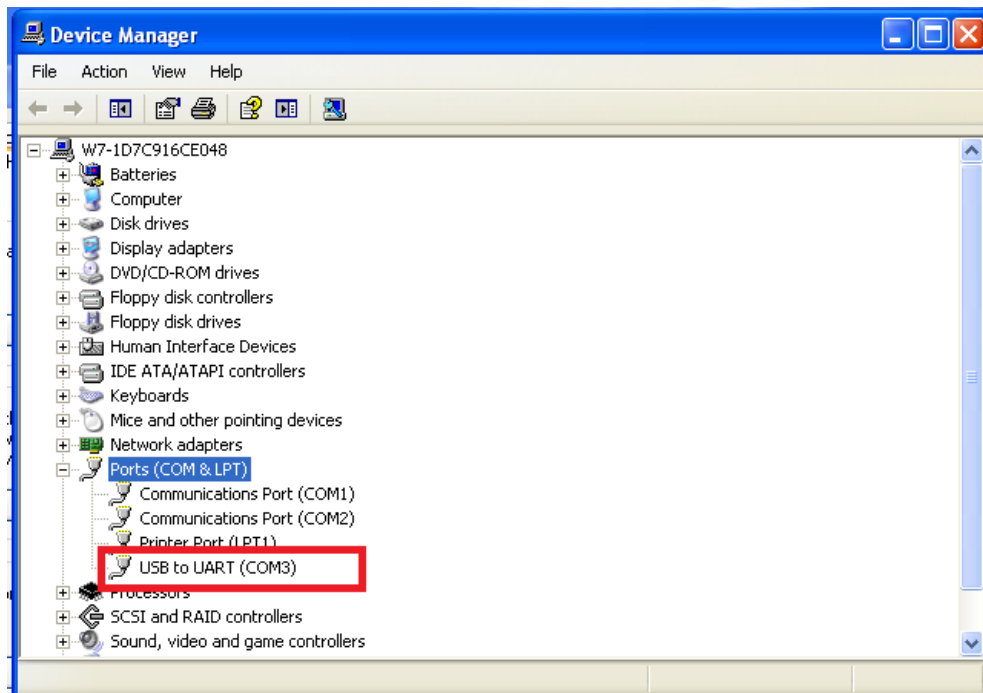 Device Manager
File Action View Help
W7-1D7C916CE048
Batteries
Computer
Disk drives
Display adapters
DVD/CD-ROM drives
Floppy disk controllers
Floppy disk drives
Human Interface Devices
IDE ATA/ATAPI controllers
Keyboards
Mice and other pointing devices
Network adapters
Ports (COM & LPT)
Communications Port (COM1)
Communications Port (COM2)
Printer Port (LPT1)
USB to UART (COM3)
Processors
SCSI and RAID controllers
Sound, video and game controllers